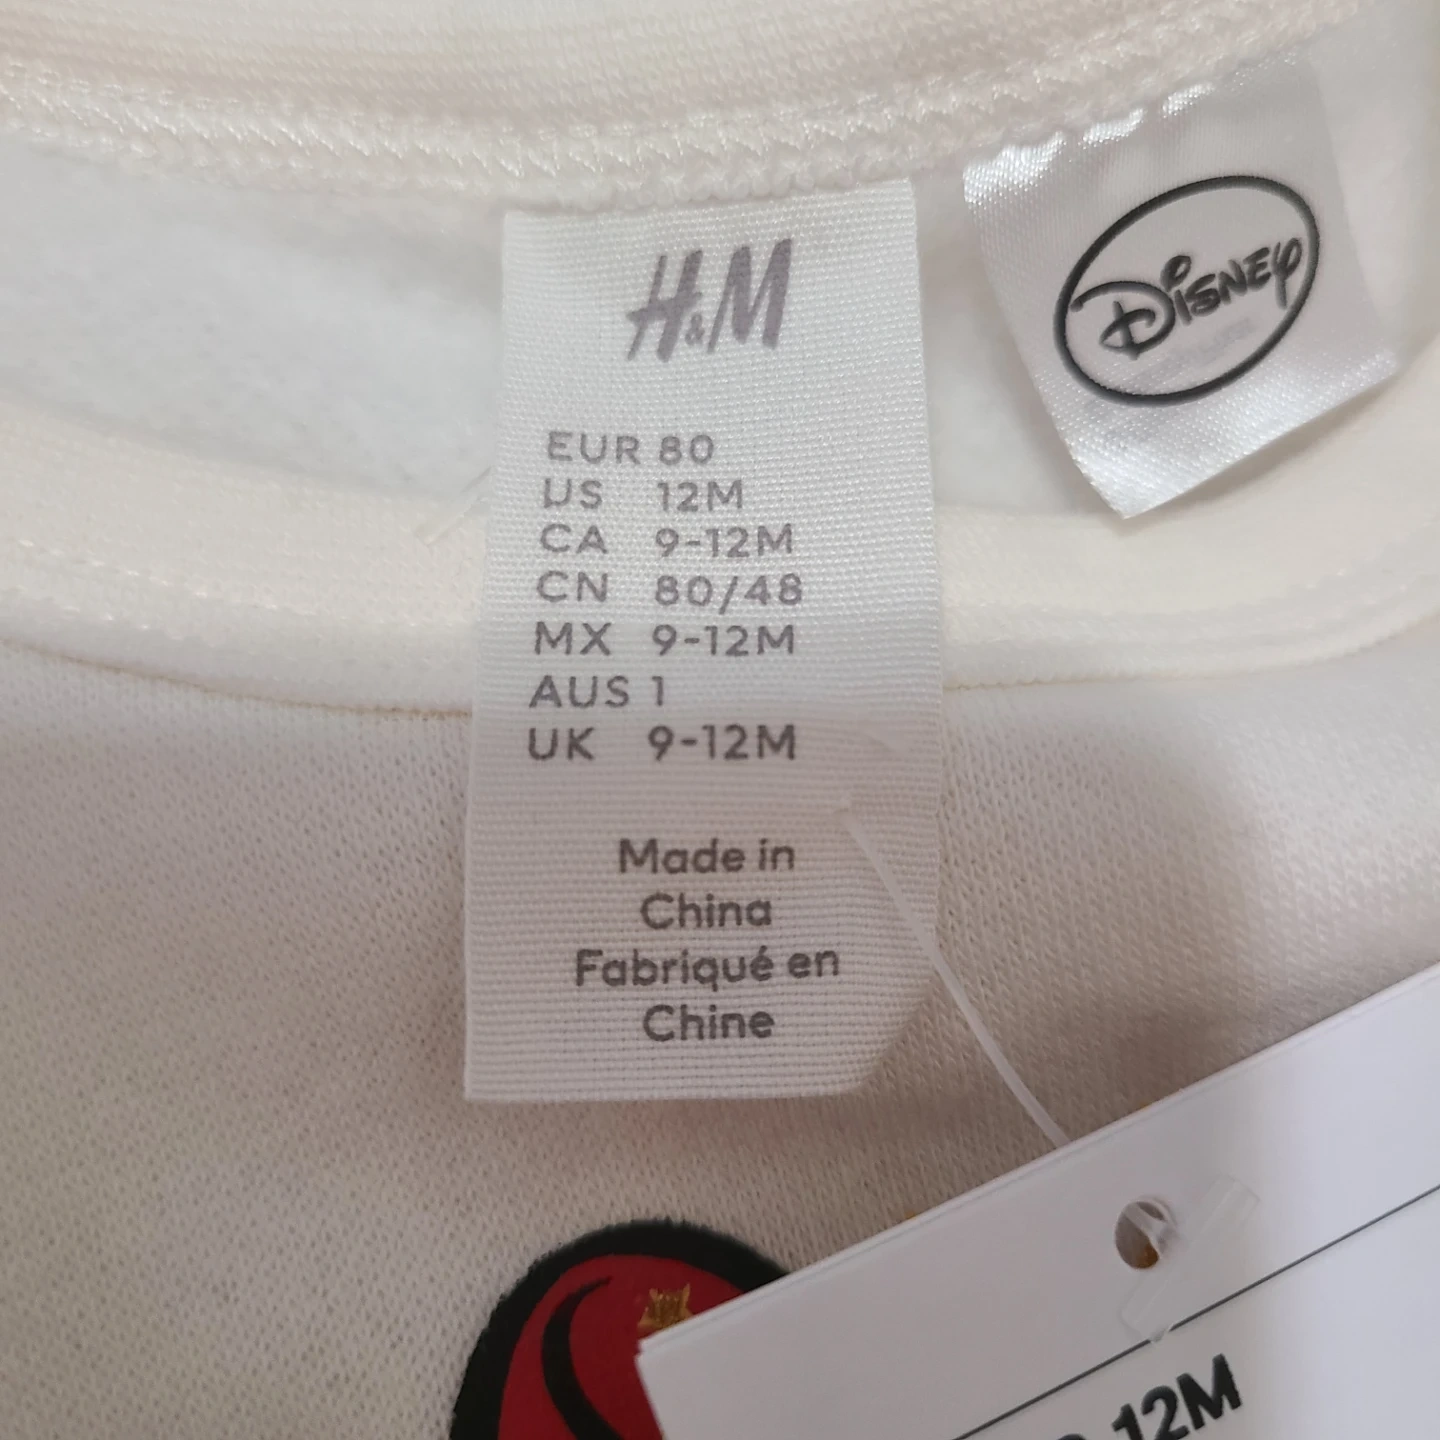 H&M
DISNEY
EUR 80
US 12M
CA 9-12M
CN 80/48
MX 9-12M
AUS 1
UK 9-12M
Made in
China
Fabriqué en
Chine
12M